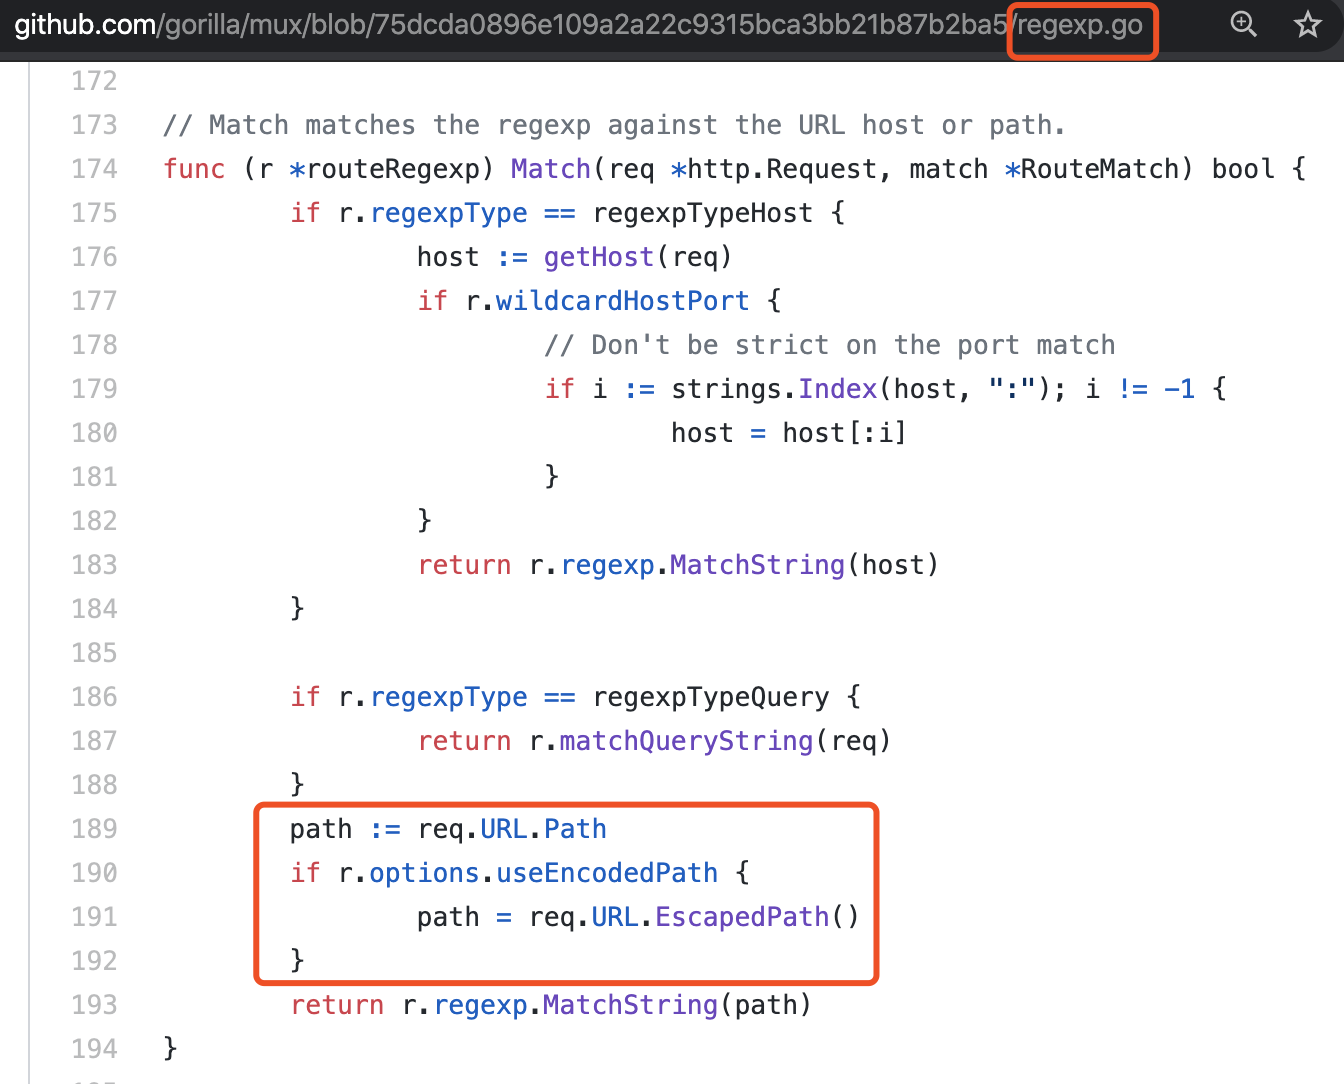 github.com/gorilla/mux/blob/75dcda0896e109a2a22c9315bca3bb21b87b2ba5/regexp.go
172
173 // Match matches the regexp against the URL host or path.
174 func (r *routeRegexp) Match(req *http.Request, match *RouteMatch) bool {
175 if r.regexpType == regexpTypeHost {
176 host := getHost(req)
177 if r.wildcardHostPort {
178 // Don't be strict on the port match
179 if i := strings.Index(host, ":"); i != -1 {
180 host = host[:i]
181 }
182 }
183 return r.regexp.MatchString(host)
184 }
185
186 if r.regexpType == regexpTypeQuery {
187 return r.matchQueryString(req)
188 }
189 path := req.URL.Path
190 if r.options.useEncodedPath {
191 path = req.URL.EscapedPath()
192 }
193 return r.regexp.MatchString(path)
194 }